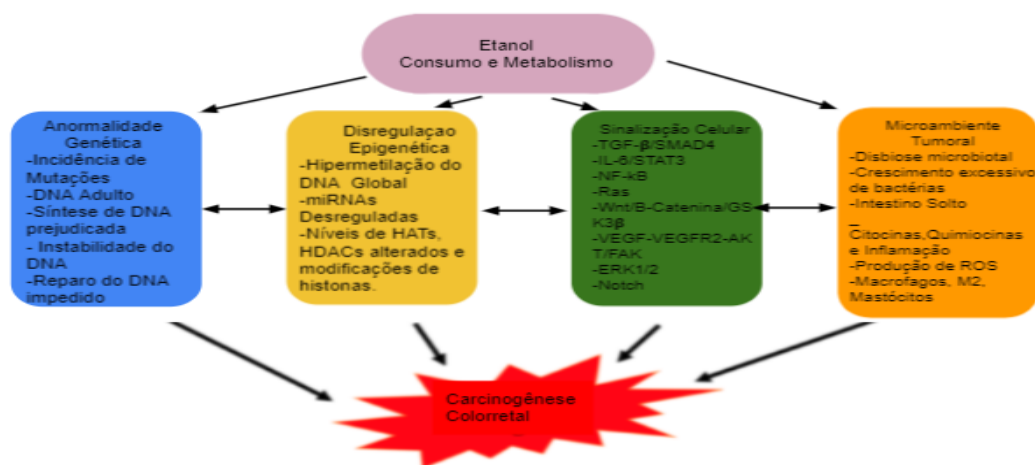 Etanol
Consumo e Metabolismo
Anormalidade
Genética
-Incidência de
Mutações
-DNA Adulto
-Síntese de DNA
prejudicada
- Instabilidade do
DNA
-Reparo do DNA
impedido
Disregulaçao
Epigenética
-Hipermetilação do
DNA Global
-miRNAs
Desreguladas
-Níveis de HATs,
HDACs alterados e
modificações de
histonas.
Sinalização Celular
-TGF-β/SMAD4
-IL-6/STAT3
-NF-kB
-Ras
-Wnt/B-Catenina/GS
K3β
-VEGF-VEGFR2-AK
T/FAK
-ERK1/2
-Notch
Microambiente
Tumoral
-Disbiose microbiotal
-Crescimento excessivo
de bactérias
-Intestino Solto
-
Citocinas,Quimiocinas
e Inflamação
-Produção de ROS
-Macrofagos, M2,
Mastócitos
Carcinogênese
Colorretal